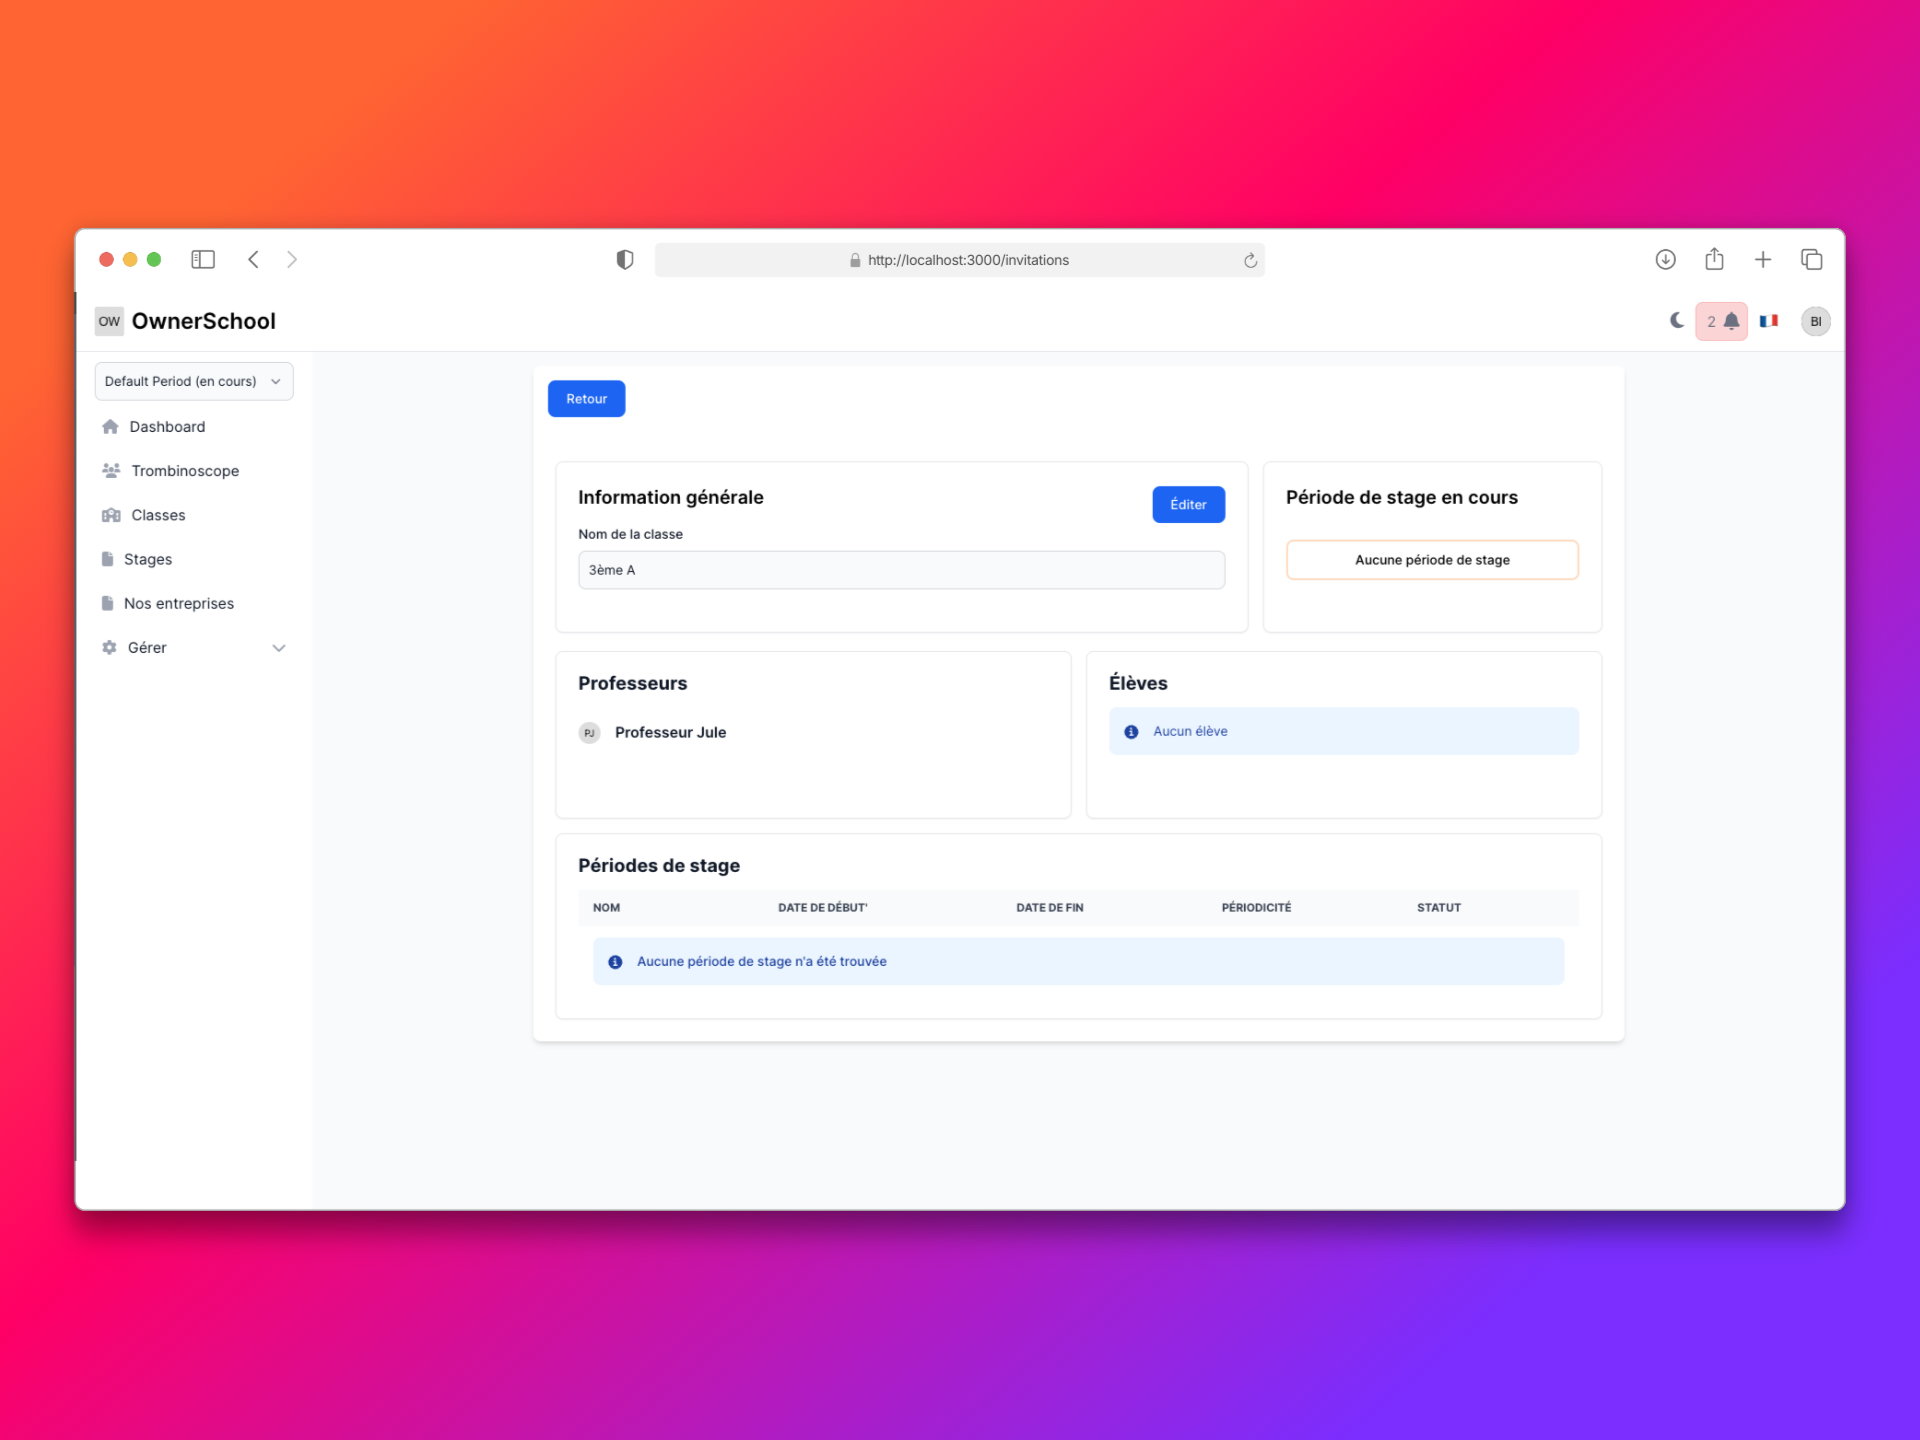 http://localhost:3000/invitations
OW OwnerSchool
2
BI
Default Period (en cours)
Dashboard
Trombinoscope
Classes
Stages
Nos entreprises
Gérer
Retour
Information générale
Éditer
Nom de la classe
3ème A
Période de stage en cours
Aucune période de stage
Professeurs
PJ Professeur Jule
Élèves
Aucun élève
Périodes de stage
NOM DATE DE DÉBUT' DATE DE FIN PÉRIODICITÉ STATUT
Aucune période de stage n'a été trouvée